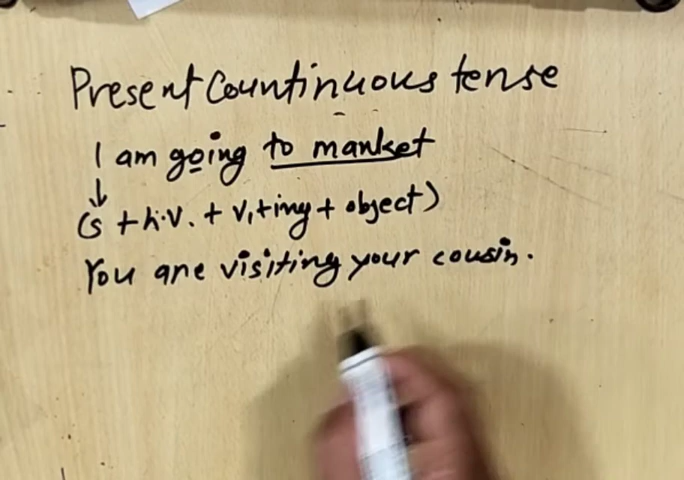 Present Countinuous tense
I am going to manket
(s + h.v. + v1+ing + object)
You are visiting your cousin.